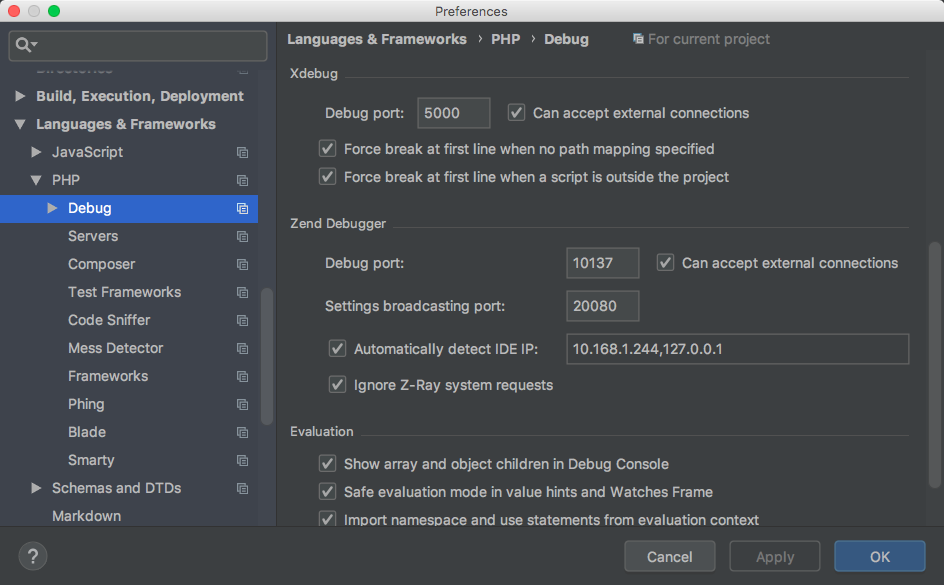 Preferences
Languages & Frameworks › PHP › Debug For current project
Build, Execution, Deployment
Languages & Frameworks
JavaScript
PHP
Debug
Servers
Composer
Test Frameworks
Code Sniffer
Mess Detector
Frameworks
Phing
Blade
Smarty
Schemas and DTDs
Markdown
Xdebug
Debug port: 5000 Can accept external connections
Force break at first line when no path mapping specified
Force break at first line when a script is outside the project
Zend Debugger
Debug port: 10137 Can accept external connections
Settings broadcasting port: 20080
Automatically detect IDE IP: 10.168.1.244,127.0.0.1
Ignore Z-Ray system requests
Evaluation
Show array and object children in Debug Console
Safe evaluation mode in value hints and Watches Frame
Import namespace and use statements from evaluation context
? Cancel Apply OK